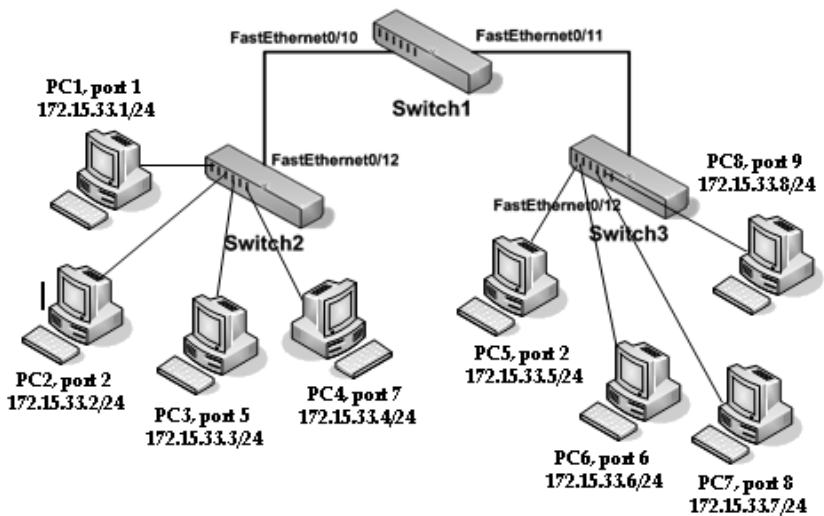 FastEthernet0/10
FastEthernet0/11
PC1, port 1
172.15.33.1/24
Switch1
FastEthernet0/12
PC8, port 9
172.15.33.8/24
FastEthernet0/12
Switch2
Switch3
PC2, port 2
172.15.33.2/24
PC3, port 5
172.15.33.3/24
PC4, port 7
172.15.33.4/24
PC5, port 2
172.15.33.5/24
PC6, port 6
172.15.33.6/24
PC7, port 8
172.15.33.7/24